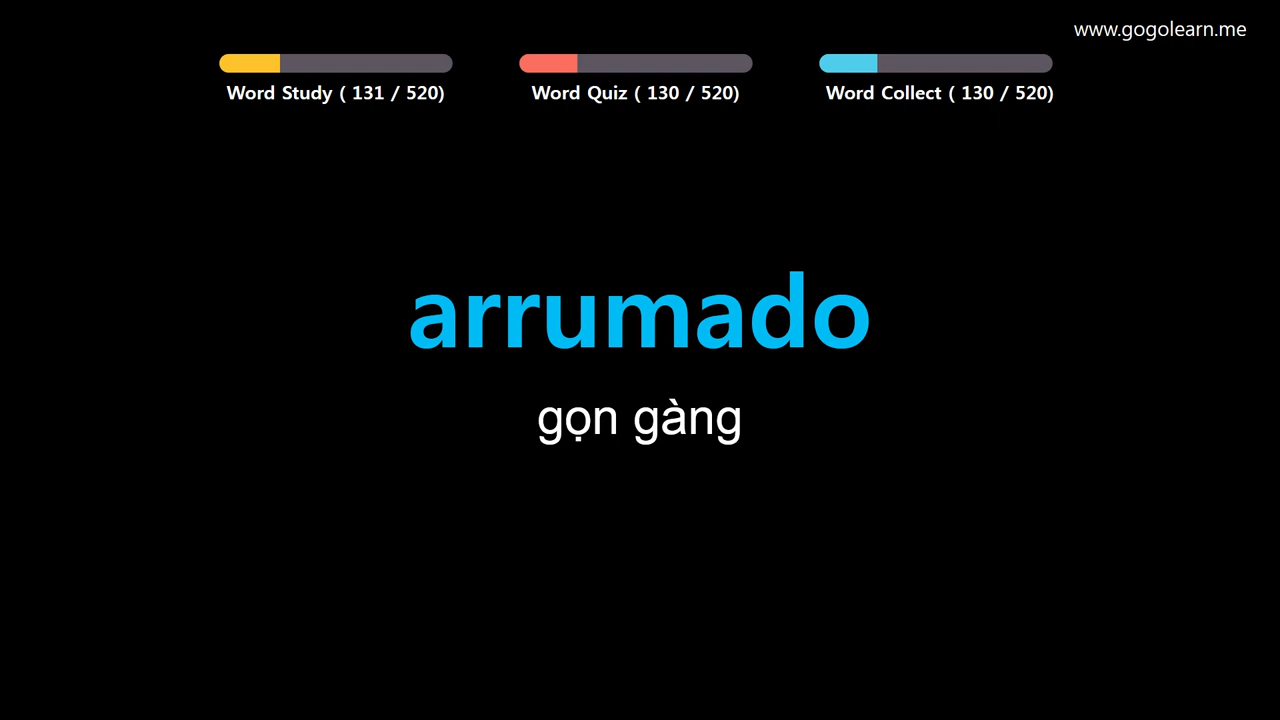 www.gogolearn.me
Word Study ( 131 / 520)
Word Quiz ( 130 / 520)
Word Collect ( 130 / 520)
arrumado
gọn gàng